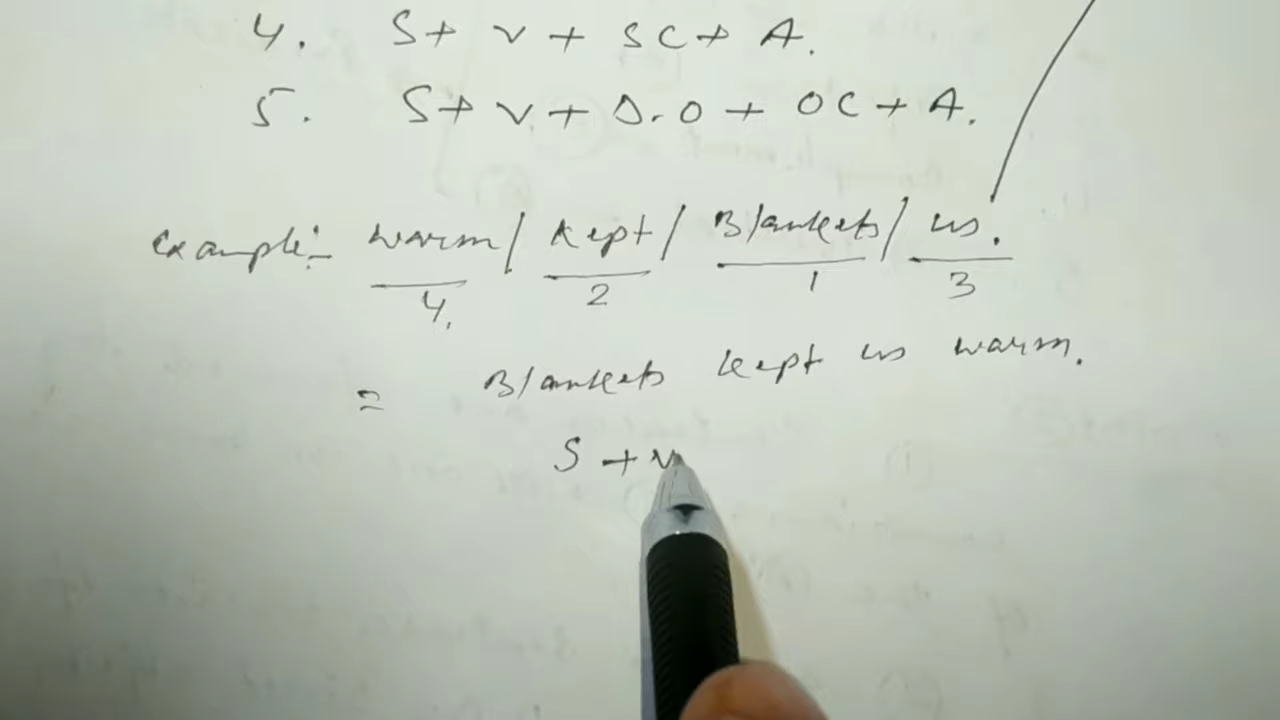 4. S + V + SC + A.
5. S + V + D.O + OC + A.
Example:- warm / kept / Blankets / us.
4. 2 1 3
= Blankets kept us warm.
S + V